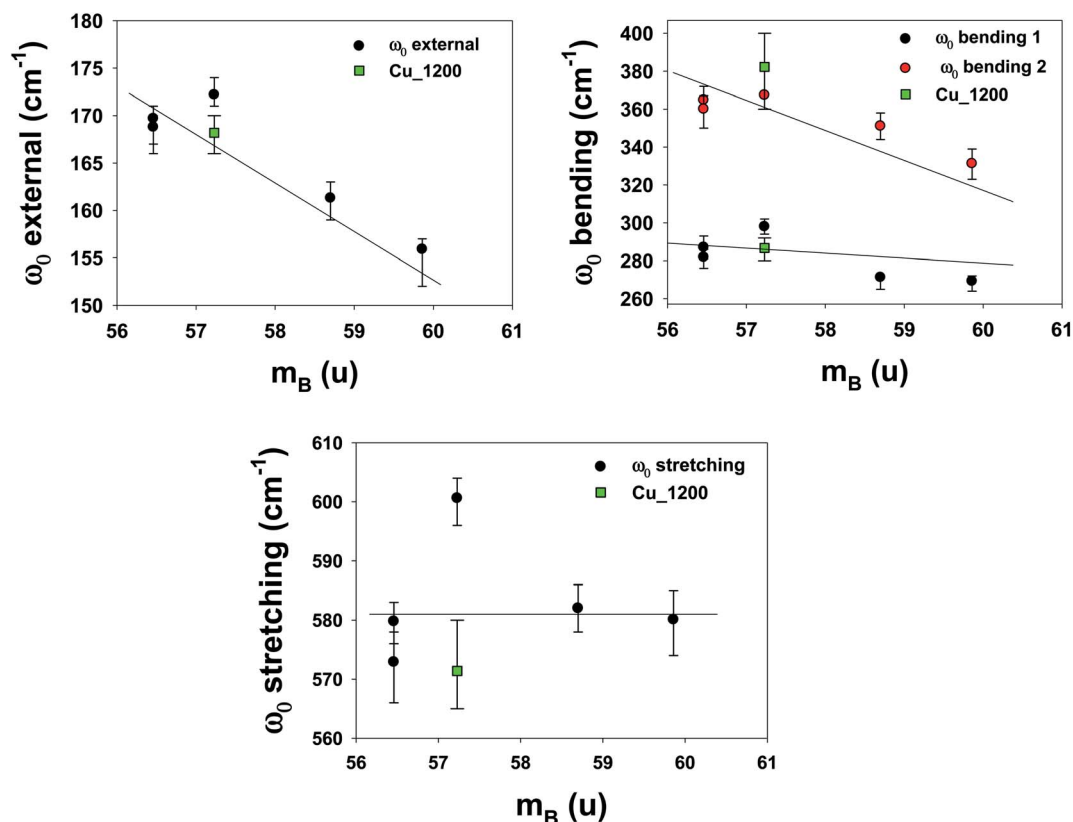 ω0 external (cm-1)
180
175
170
165
160
155
150
56 57 58 59 60 61
mB (u)
ω0 external
Cu_1200
ω0 bending (cm-1)
400
380
360
340
320
300
280
260
56 57 58 59 60 61
mB (u)
ω0 bending 1
ω0 bending 2
Cu_1200
ω0 stretching (cm-1)
610
600
590
580
570
560
56 57 58 59 60 61
mB (u)
ω0 stretching
Cu_1200